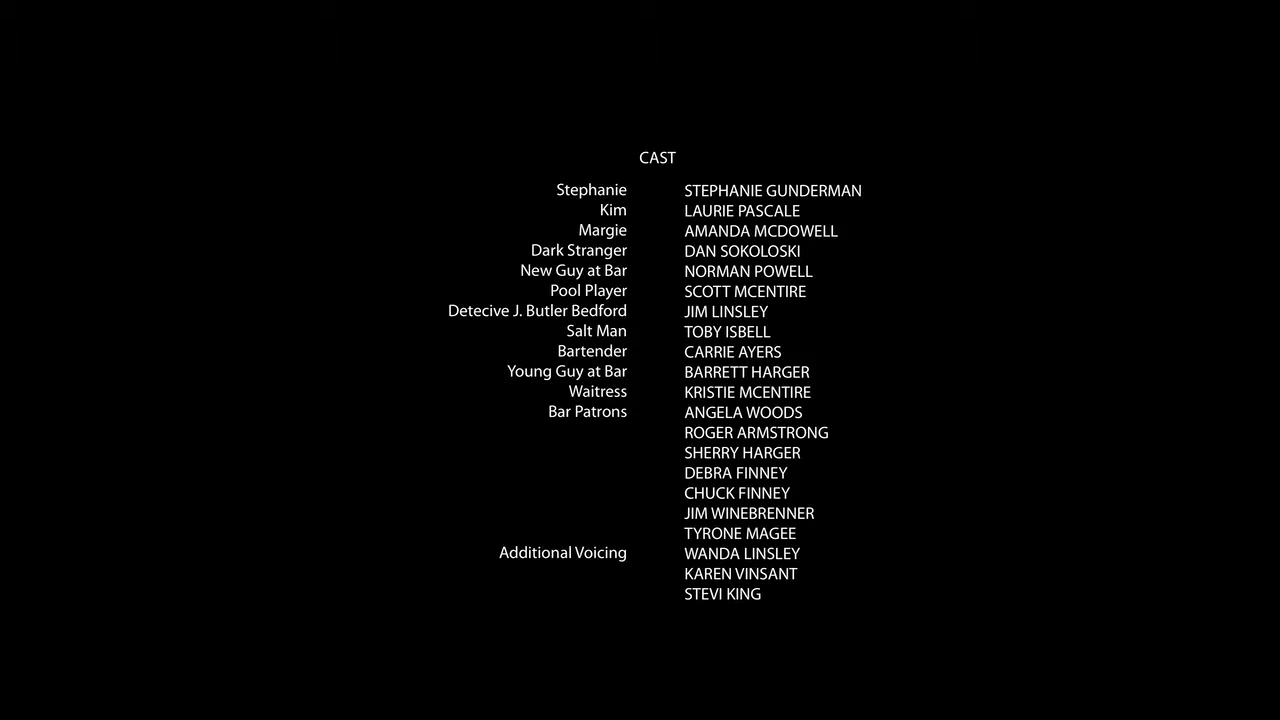 CAST
Stephanie STEPHANIE GUNDERMAN
Kim LAURIE PASCALE
Margie AMANDA MCDOWELL
Dark Stranger DAN SOKOLOSKI
New Guy at Bar NORMAN POWELL
Pool Player SCOTT MCENTIRE
Detecive J. Butler Bedford JIM LINSLEY
Salt Man TOBY ISBELL
Bartender CARRIE AYERS
Young Guy at Bar BARRETT HARGER
Waitress KRISTIE MCENTIRE
Bar Patrons ANGELA WOODS
ROGER ARMSTRONG
SHERRY HARGER
DEBRA FINNEY
CHUCK FINNEY
JIM WINEBRENNER
TYRONE MAGEE
Additional Voicing WANDA LINSLEY
KAREN VINSANT
STEVI KING